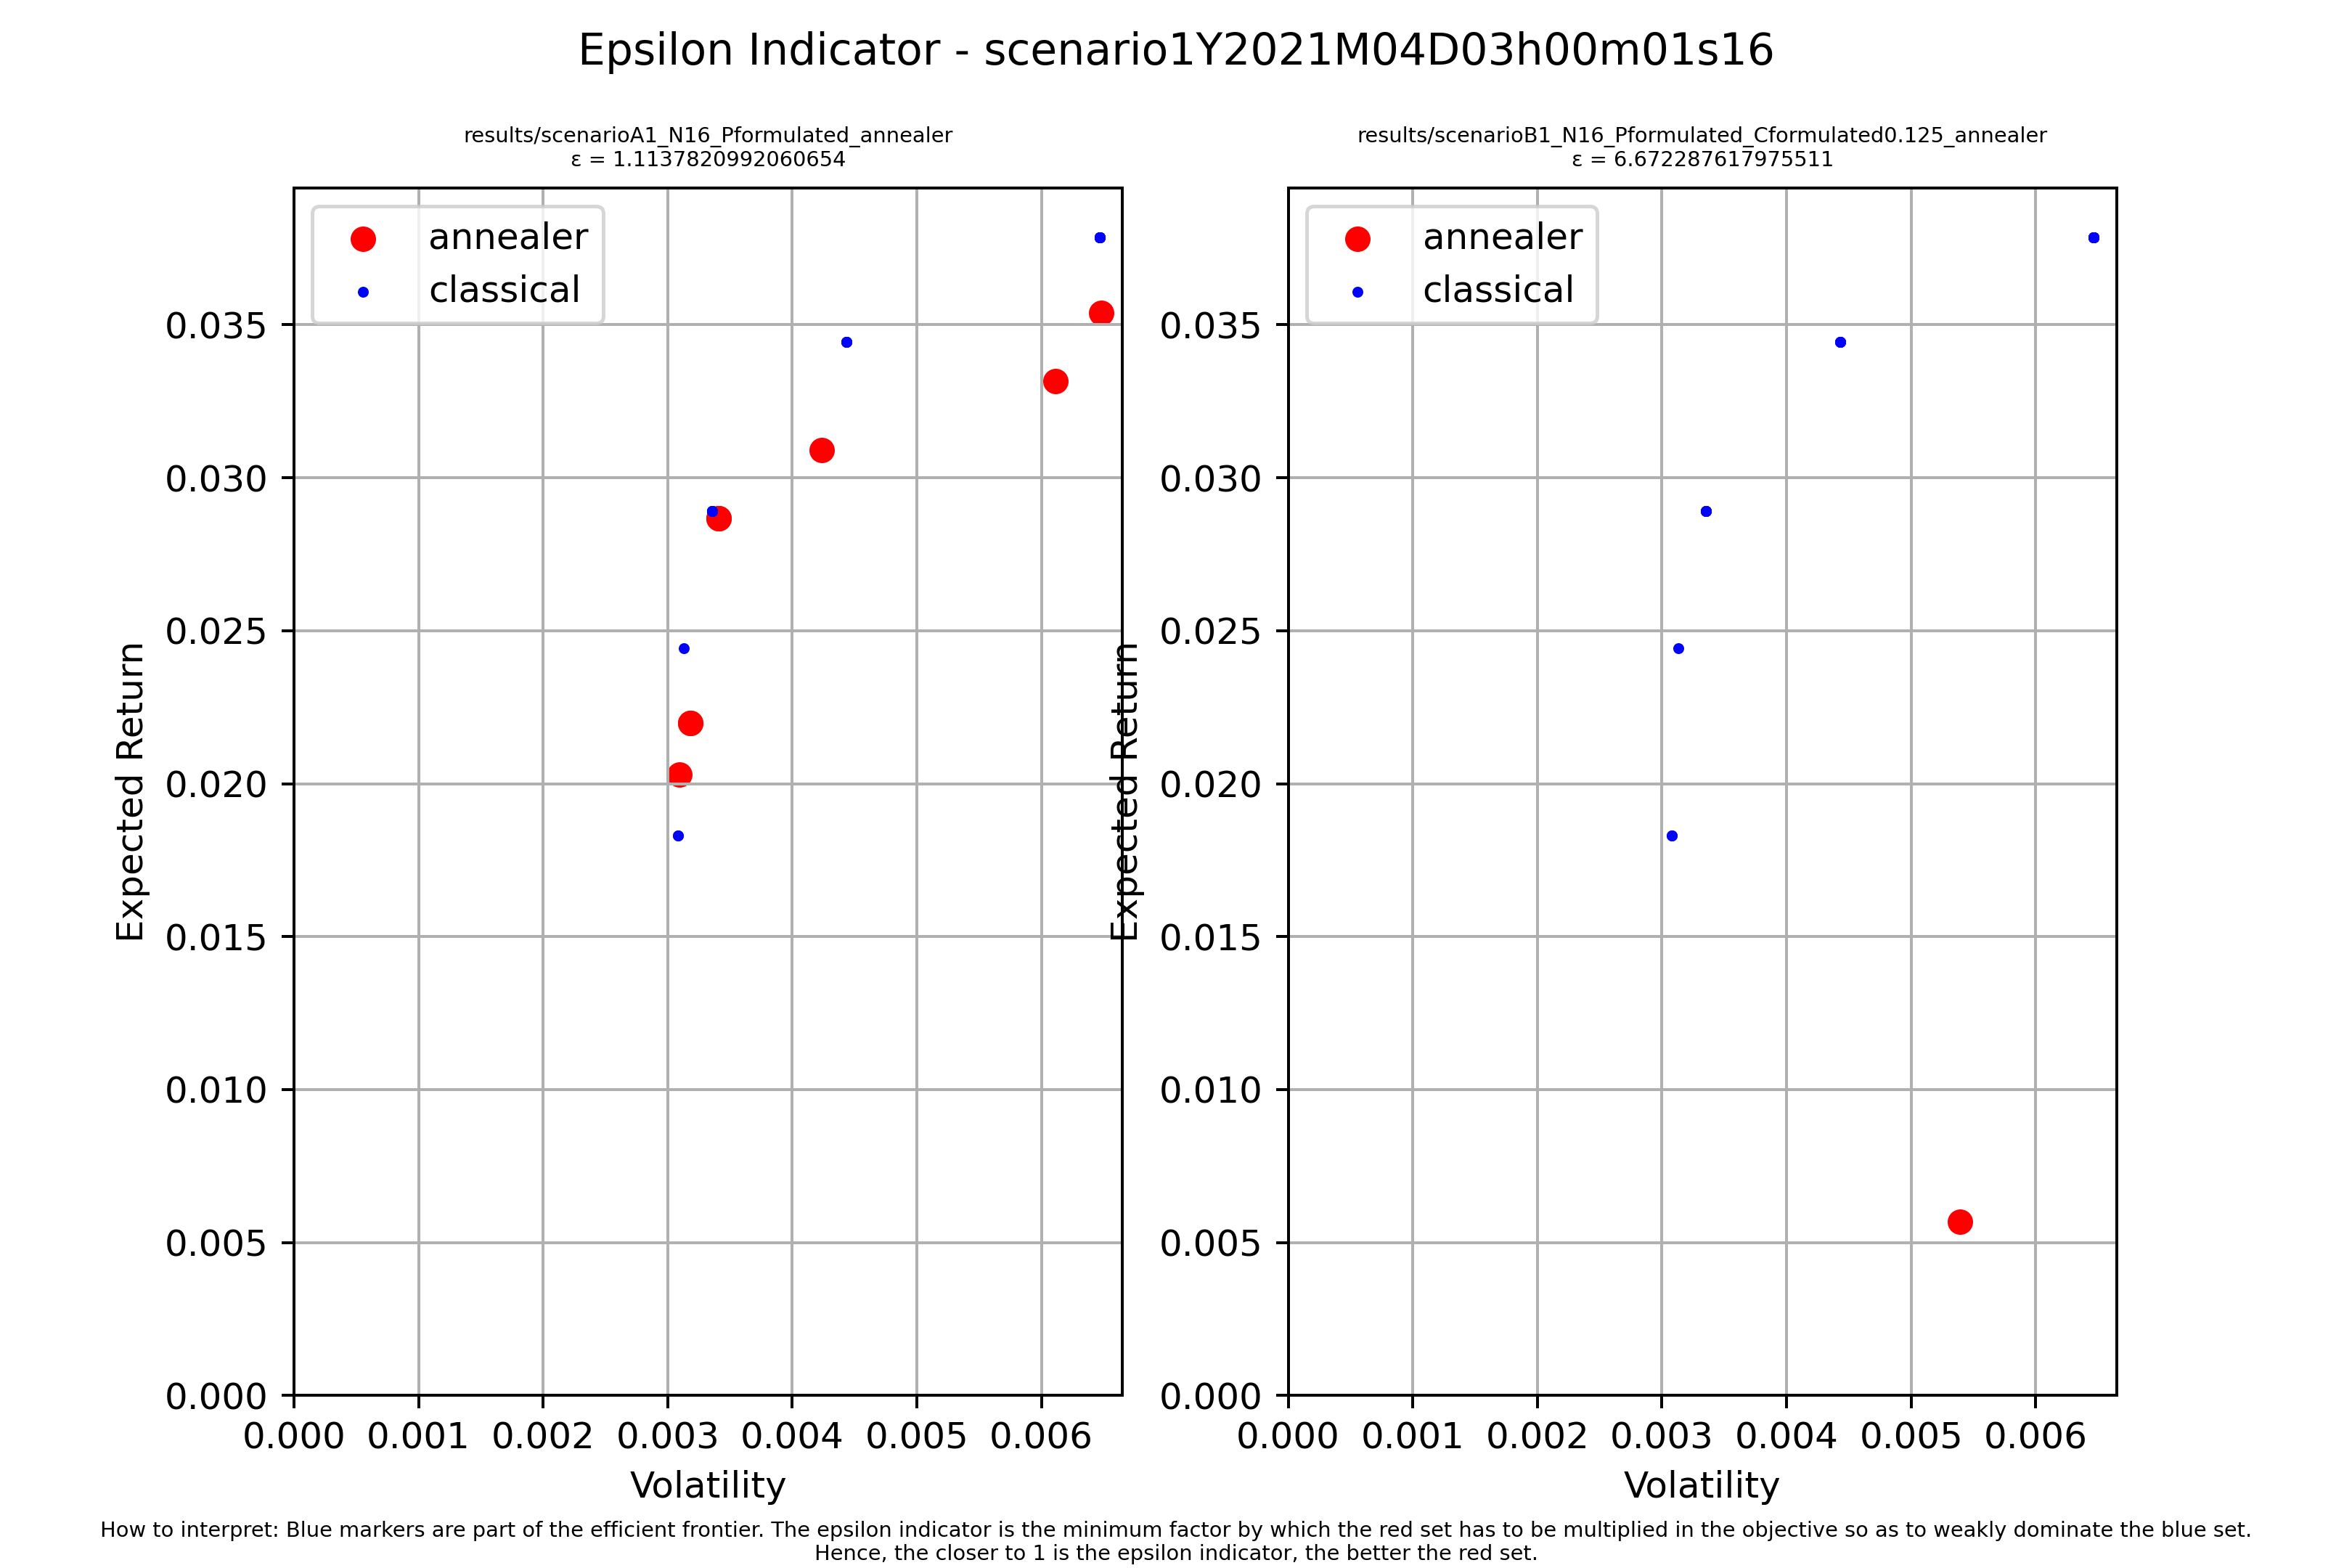 Epsilon Indicator - scenario1Y2021M04D03h00m01s16
results/scenarioA1_N16_Pformulated_annealer
ε = 1.1137820992060654
annealer
classical
0.035
0.030
0.025
0.020
0.015
0.010
0.005
0.000
Expected Return
0.000 0.001 0.002 0.003 0.004 0.005 0.006
Volatility
results/scenarioB1_N16_Pformulated_Cformulated0.125_annealer
ε = 6.672287617975511
annealer
classical
0.035
0.030
0.025
0.020
0.015
0.010
0.005
0.000
Expected Return
0.000 0.001 0.002 0.003 0.004 0.005 0.006
Volatility
How to interpret: Blue markers are part of the efficient frontier. The epsilon indicator is the minimum factor by which the red set has to be multiplied in the objective so as to weakly dominate the blue set.
Hence, the closer to 1 is the epsilon indicator, the better the red set.